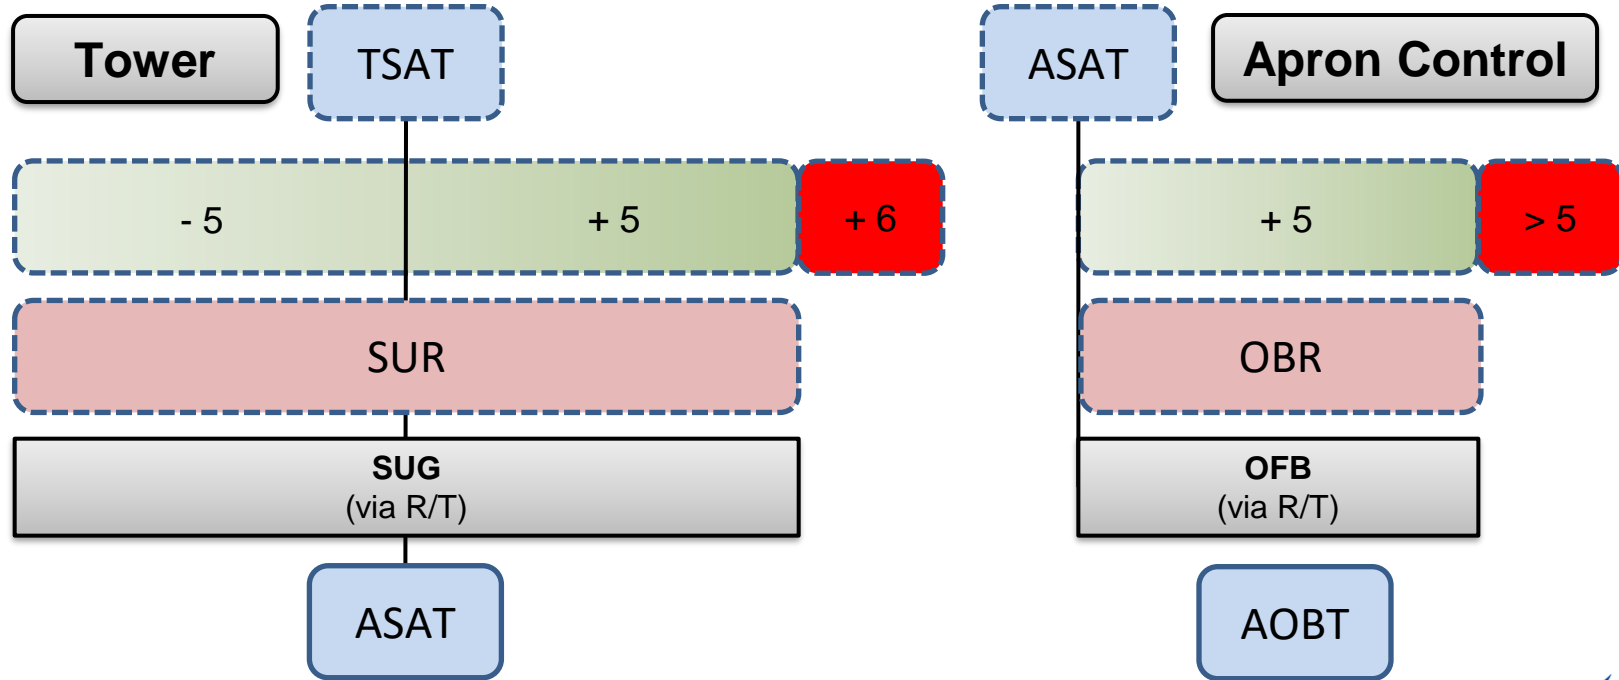 Tower
TSAT
ASAT
Apron Control
- 5
+ 5
+ 6
+ 5
> 5
SUR
OBR
SUG
(via R/T)
OFB
(via R/T)
ASAT
AOBT